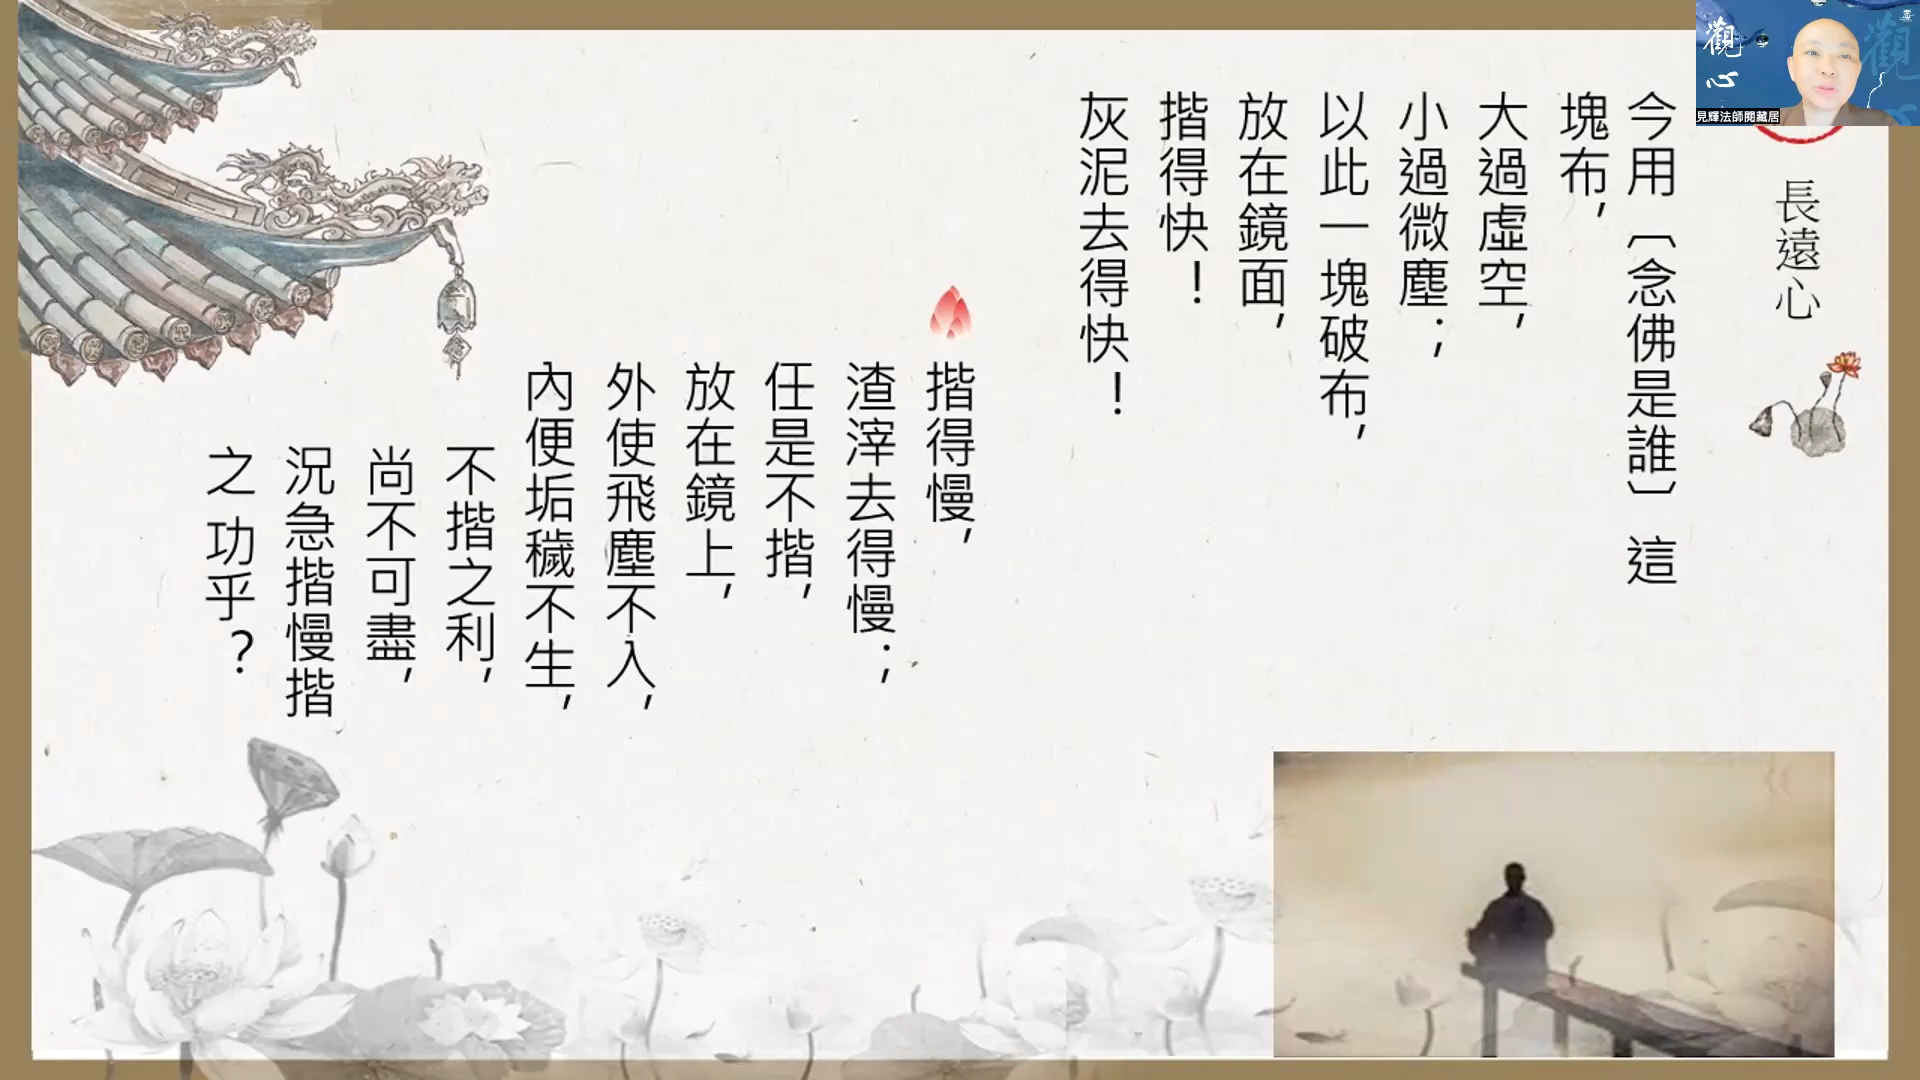 長遠心
今用〔念佛是誰〕這
塊布，
大過虛空，
小過微塵；
以此一塊破布，
放在鏡面，
揩得快！
灰泥去得快！
揩得慢，
渣滓去得慢；
任是不揩，
放在鏡上，
外使飛塵不入，
內便垢穢不生，
不揩之利，
尚不可盡，
況急揩慢揩
之功乎？
觀心
見輝法師閱藏居